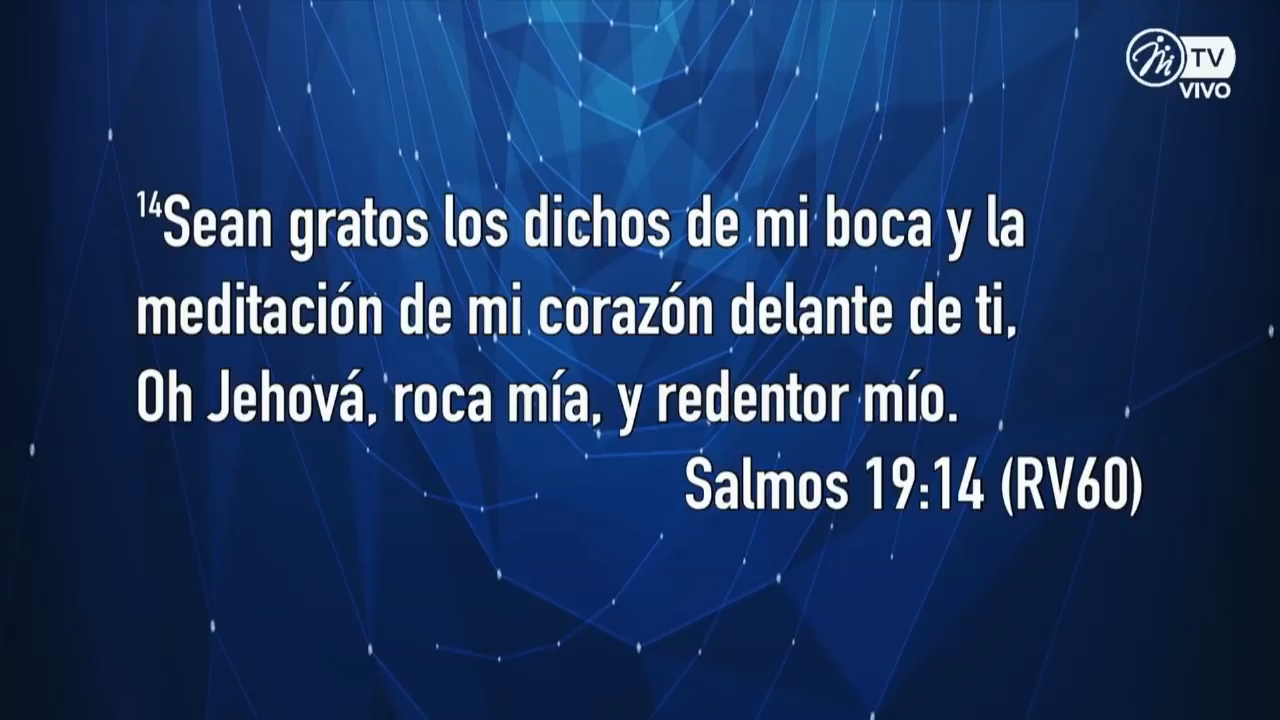 TV
VIVO
¹⁴Sean gratos los dichos de mi boca y la
meditación de mi corazón delante de ti,
Oh Jehová, roca mía, y redentor mío.
Salmos 19:14 (RV60)